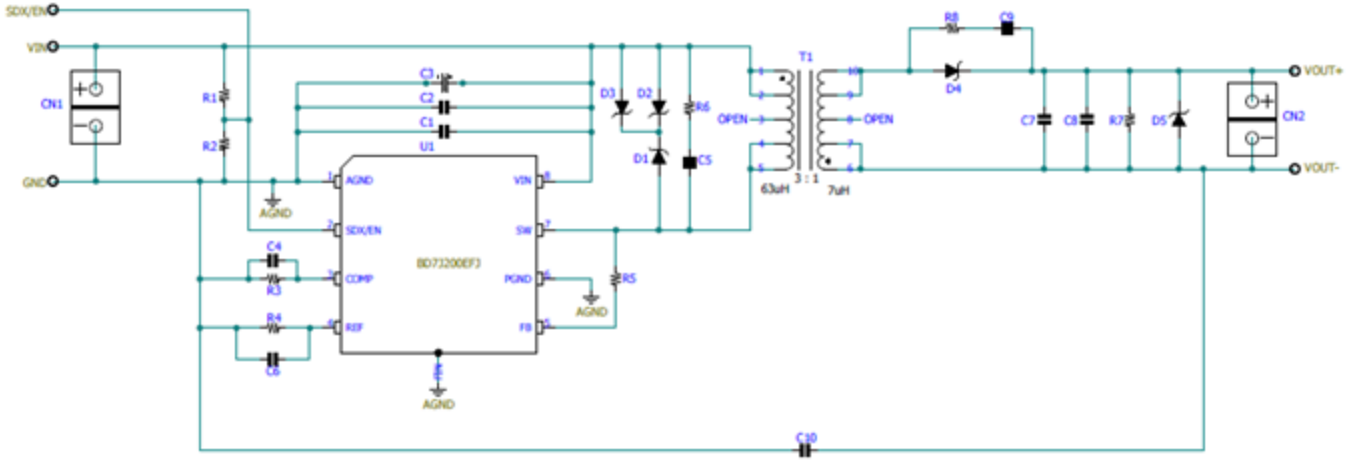 SDX/EN
VIN
GND
CN1
+
−
R1
R2
C3
C2
C1
U1
AGND
1 AGND
2 SDX/EN
COMP
REF
VIN 8
SW 7
PGND 6
FB 5
BD7J200EFJ
FIN
AGND
C4
R3
R4
C6
D3
D2
D1
R6
C5
R5
AGND
OPEN
T1
1
2
3
4
5
10
9
8
7
6
OPEN
63uH
3 : 1
7uH
R8
C9
D4
C7
C8
R7
D5
CN2
+
−
VOUT+
VOUT-
C10